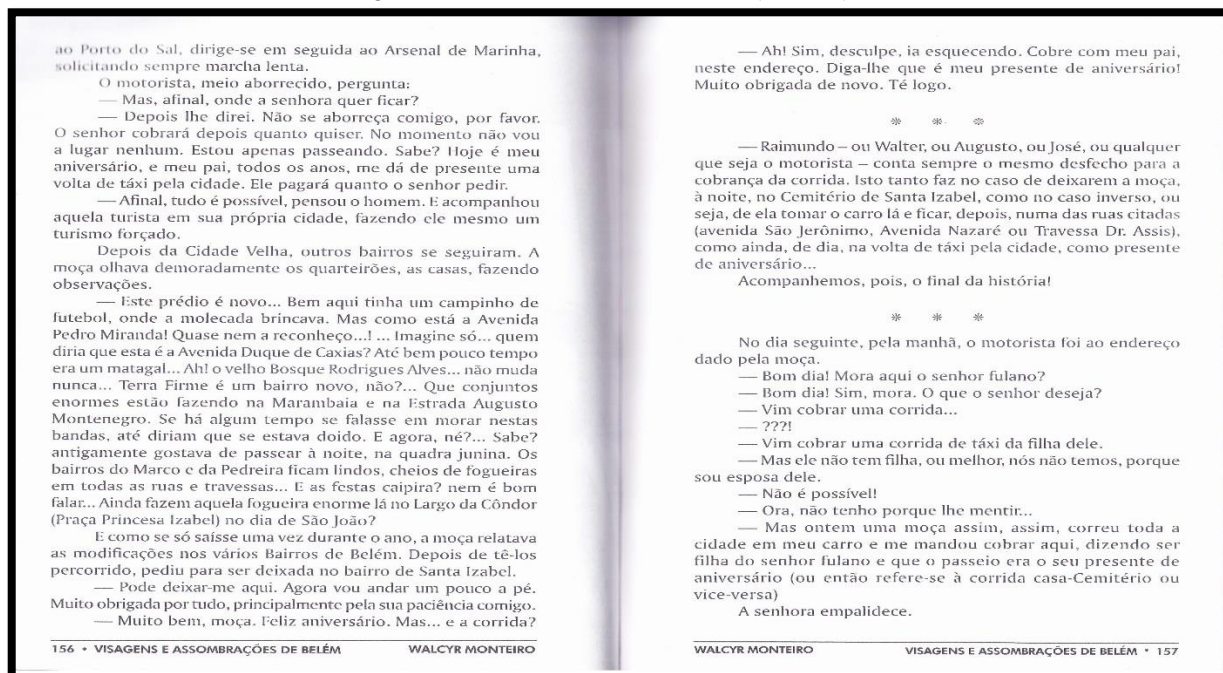 ao Porto do Sal, dirige-se em seguida ao Arsenal de Marinha,
solicitando sempre marcha lenta.
O motorista, meio aborrecido, pergunta:
— Mas, afinal, onde a senhora quer ficar?
— Depois lhe direi. Não se aborreça comigo, por favor.
O senhor cobrará depois quanto quiser. No momento não vou
a lugar nenhum. Estou apenas passeando. Sabe? Hoje é meu
aniversário, e meu pai, todos os anos, me dá de presente uma
volta de táxi pela cidade. Ele pagará quanto o senhor pedir.
— Afinal, tudo é possível, pensou o homem. E acompanhou
aquela turista em sua própria cidade, fazendo ele mesmo um
turismo forçado.
Depois da Cidade Velha, outros bairros se seguiram. A
moça olhava demoradamente os quarteirões, as casas, fazendo
observações.
— Este prédio é novo... Bem aqui tinha um campinho de
futebol, onde a molecada brincava. Mas como está a Avenida
Pedro Miranda! Quase nem a reconheço...! ... Imagine só... quem
diria que esta é a Avenida Duque de Caxias? Até bem pouco tempo
era um matagal... Ah! o velho Bosque Rodrigues Alves... não muda
nunca... Terra Firme é um bairro novo, não?... Que conjuntos
enormes estão fazendo na Marambaia e na Estrada Augusto
Montenegro. Se há algum tempo se falasse em morar nestas
bandas, até diriam que se estava doido. E agora, né?... Sabe?
antigamente gostava de passear à noite, na quadra junina. Os
bairros do Marco e da Pedreira ficam lindos, cheios de fogueiras
em todas as ruas e travessas... E as festas caipira? nem é bom
falar... Ainda fazem aquela fogueira enorme lá no Largo da Côndor
(Praça Princesa Izabel) no dia de São João?
E como se só saísse uma vez durante o ano, a moça relatava
as modificações nos vários Bairros de Belém. Depois de tê-los
percorrido, pediu para ser deixada no bairro de Santa Izabel.
— Pode deixar-me aqui. Agora vou andar um pouco a pé.
Muito obrigada por tudo, principalmente pela sua paciência comigo.
— Muito bem, moça. Feliz aniversário. Mas... e a corrida?
156 • VISAGENS E ASSOMBRAÇÕES DE BELÉM WALCYR MONTEIRO
— Ah! Sim, desculpe, ia esquecendo. Cobre com meu pai,
neste endereço. Diga-lhe que é meu presente de aniversário!
Muito obrigada de novo. Té logo.
* * *
— Raimundo – ou Walter, ou Augusto, ou José, ou qualquer
que seja o motorista – conta sempre o mesmo desfecho para a
cobrança da corrida. Isto tanto faz no caso de deixarem a moça,
à noite, no Cemitério de Santa Izabel, como no caso inverso, ou
seja, de ela tomar o carro lá e ficar, depois, numa das ruas citadas
(avenida São Jerônimo, Avenida Nazaré ou Travessa Dr. Assis),
como ainda, de dia, na volta de táxi pela cidade, como presente
de aniversário...
Acompanhemos, pois, o final da história!
* * *
No dia seguinte, pela manhã, o motorista foi ao endereço
dado pela moça.
— Bom dia! Mora aqui o senhor fulano?
— Bom dia! Sim, mora. O que o senhor deseja?
— Vim cobrar uma corrida...
— ???!
— Vim cobrar uma corrida de táxi da filha dele.
— Mas ele não tem filha, ou melhor, nós não temos, porque
sou esposa dele.
— Não é possível!
— Ora, não tenho porque lhe mentir...
— Mas ontem uma moça assim, assim, correu toda a
cidade em meu carro e me mandou cobrar aqui, dizendo ser
filha do senhor fulano e que o passeio era o seu presente de
aniversário (ou então refere-se à corrida casa-Cemitério ou
vice-versa)
A senhora empalidece.
WALCYR MONTEIRO VISAGENS E ASSOMBRAÇÕES DE BELÉM • 157